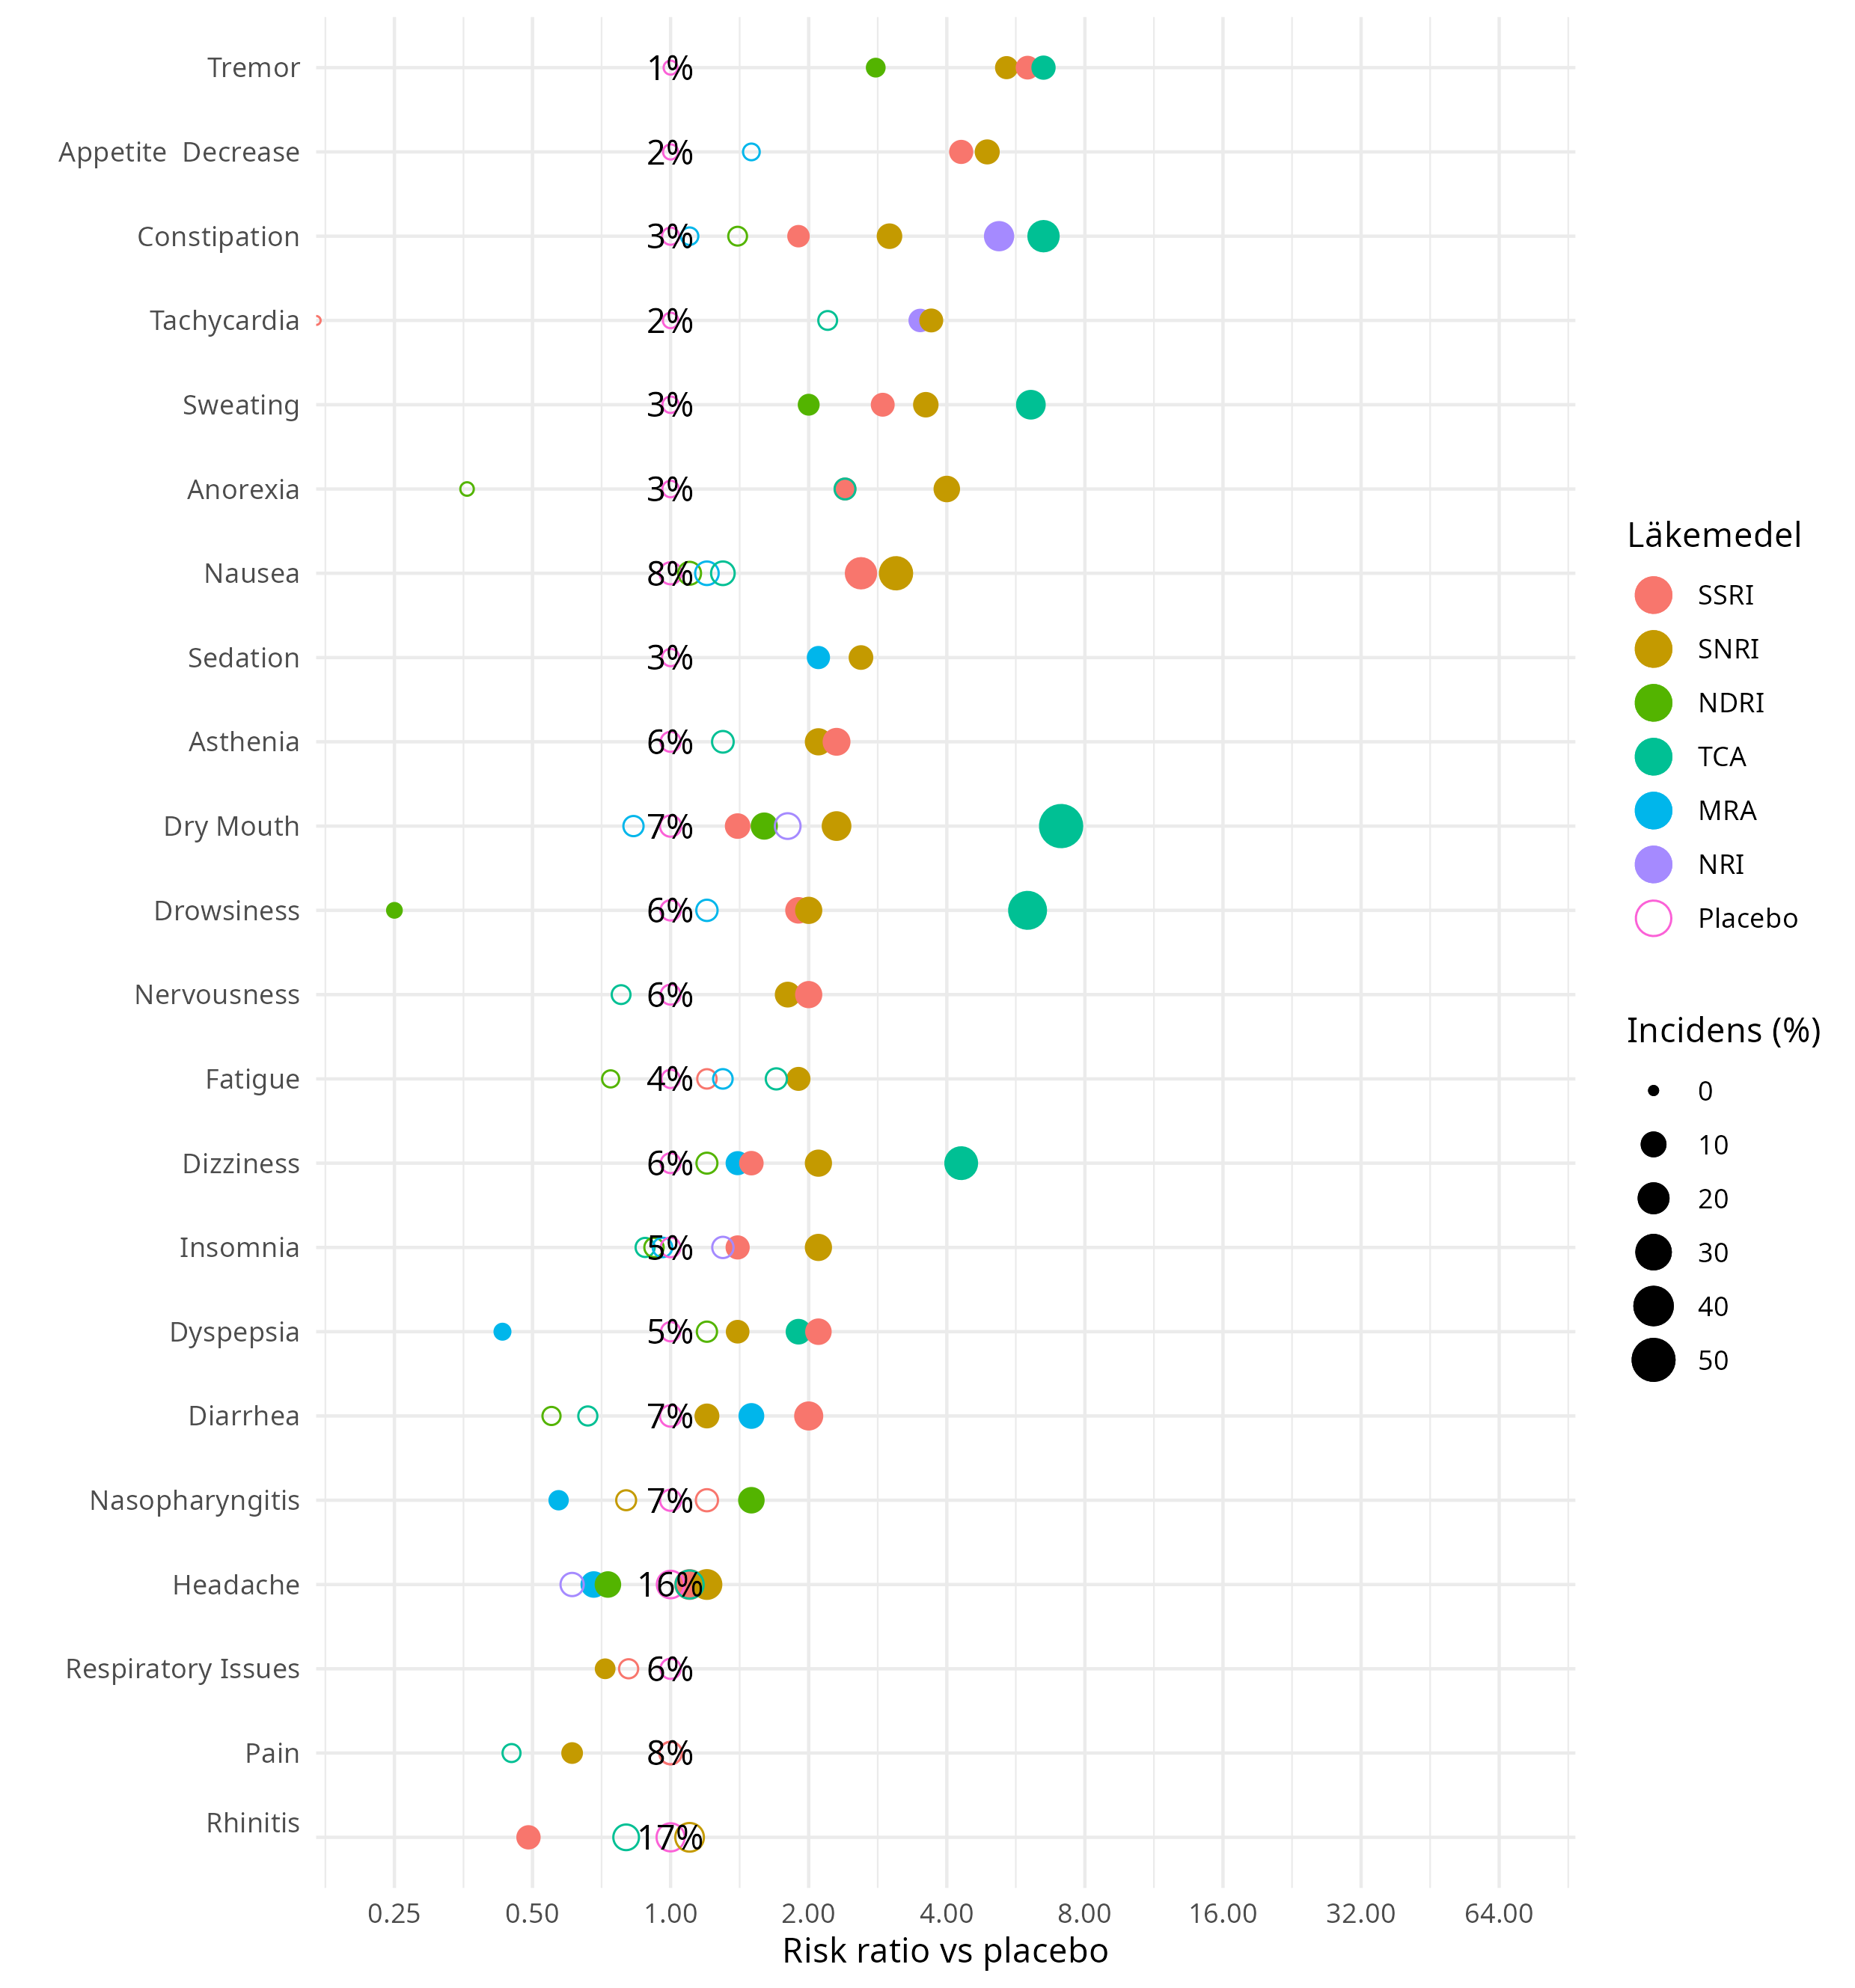 Tremor 1%
Appetite Decrease 2%
Constipation 3%
Tachycardia 2%
Sweating 3%
Anorexia 3%
Nausea 8%
Sedation 3%
Asthenia 6%
Dry Mouth 7%
Drowsiness 6%
Nervousness 6%
Fatigue 4%
Dizziness 6%
Insomnia 5%
Dyspepsia 5%
Diarrhea 7%
Nasopharyngitis 7%
Headache 16%
Respiratory Issues 6%
Pain 8%
Rhinitis 17%
0.25 0.50 1.00 2.00 4.00 8.00 16.00 32.00 64.00
Risk ratio vs placebo
Läkemedel
SSRI
SNRI
NDRI
TCA
MRA
NRI
Placebo
Incidens (%)
0
10
20
30
40
50